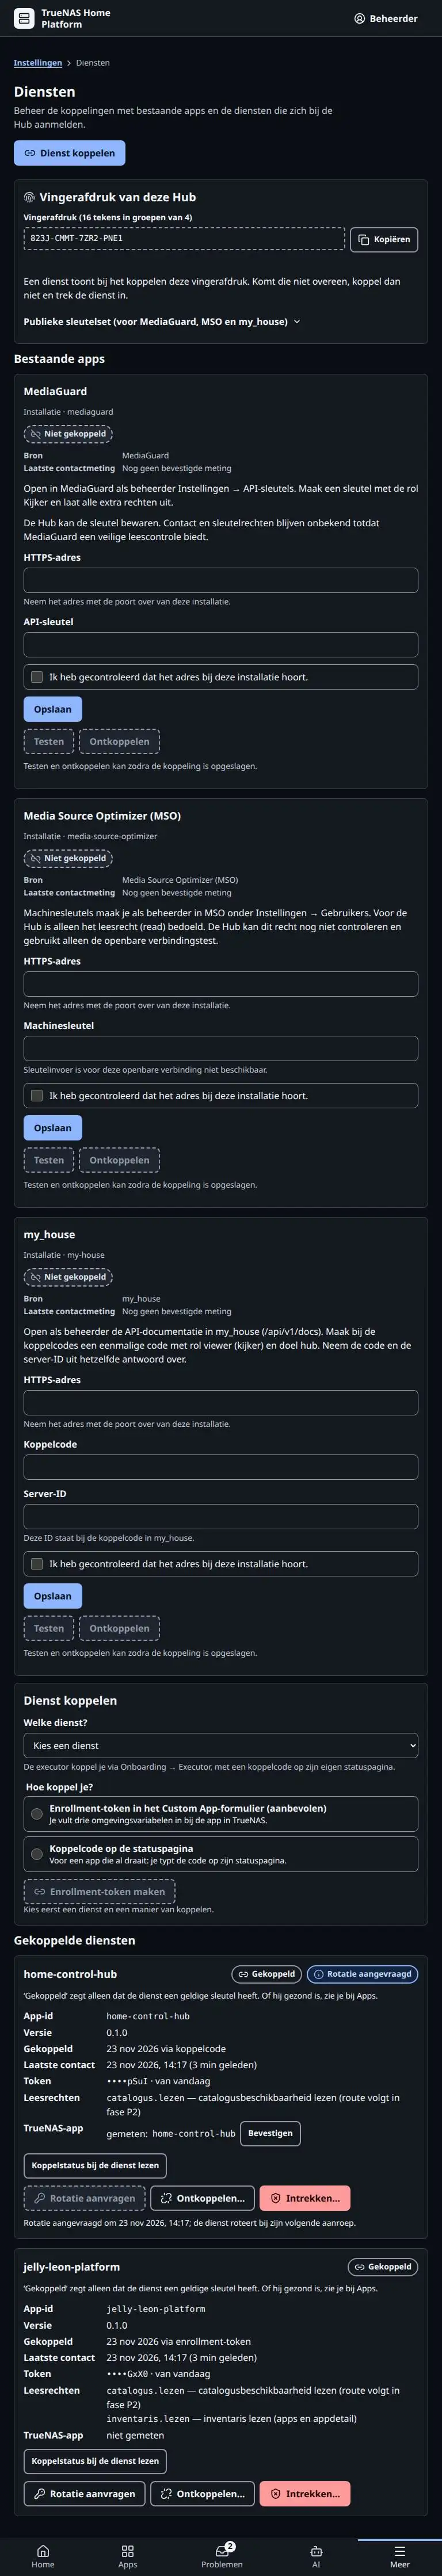 TrueNAS Home
Platform
Beheerder
Instellingen > Diensten
Diensten
Beheer de koppelingen met bestaande apps en de diensten die zich bij de
Hub aanmelden.
Dienst koppelen
Vingerafdruk van deze Hub
Vingerafdruk (16 tekens in groepen van 4)
823J-CMMT-7ZR2-PNE1
Kopiëren
Een dienst toont bij het koppelen deze vingerafdruk. Komt die niet overeen, koppel dan
niet en trek de dienst in.
Publieke sleutelset (voor MediaGuard, MSO en my_house)
Bestaande apps
MediaGuard
Installatie · mediaguard
Niet gekoppeld
Bron MediaGuard
Laatste contactmeting Nog geen bevestigde meting
Open in MediaGuard als beheerder Instellingen → API-sleutels. Maak een sleutel met de rol
Kijker en laat alle extra rechten uit.
De Hub kan de sleutel bewaren. Contact en sleutelrechten blijven onbekend totdat
MediaGuard een veilige leescontrole biedt.
HTTPS-adres
Neem het adres met de poort over van deze installatie.
API-sleutel
Ik heb gecontroleerd dat het adres bij deze installatie hoort.
Opslaan
Testen Ontkoppelen
Testen en ontkoppelen kan zodra de koppeling is opgeslagen.
Media Source Optimizer (MSO)
Installatie · media-source-optimizer
Niet gekoppeld
Bron Media Source Optimizer (MSO)
Laatste contactmeting Nog geen bevestigde meting
Machinesleutels maak je als beheerder in MSO onder Instellingen → Gebruikers. Voor de
Hub is alleen het leesrecht (read) bedoeld. De Hub kan dit recht nog niet controleren en
gebruikt alleen de openbare verbindingstest.
HTTPS-adres
Neem het adres met de poort over van deze installatie.
Machinesleutel
Sleutelinvoer is voor deze openbare verbinding niet beschikbaar.
Ik heb gecontroleerd dat het adres bij deze installatie hoort.
Opslaan
Testen Ontkoppelen
Testen en ontkoppelen kan zodra de koppeling is opgeslagen.
my_house
Installatie · my-house
Niet gekoppeld
Bron my_house
Laatste contactmeting Nog geen bevestigde meting
Open als beheerder de API-documentatie in my_house (/api/v1/docs). Maak bij de
koppelcodes een eenmalige code met rol viewer (kijker) en doel hub. Neem de code en de
server-ID uit hetzelfde antwoord over.
HTTPS-adres
Neem het adres met de poort over van deze installatie.
Koppelcode
Server-ID
Deze ID staat bij de koppelcode in my_house.
Ik heb gecontroleerd dat het adres bij deze installatie hoort.
Opslaan
Testen Ontkoppelen
Testen en ontkoppelen kan zodra de koppeling is opgeslagen.
Dienst koppelen
Welke dienst?
Kies een dienst
De executor koppel je via Onboarding → Executor, met een koppelcode op zijn eigen statuspagina.
Hoe koppel je?
Enrollment-token in het Custom App-formulier (aanbevolen)
Je vult drie omgevingsvariabelen in bij de app in TrueNAS.
Koppelcode op de statuspagina
Voor een app die al draait: je typt de code op zijn statuspagina.
Enrollment-token maken
Kies eerst een dienst en een manier van koppelen.
Gekoppelde diensten
home-control-hub Gekoppeld Rotatie aangevraagd
'Gekoppeld' zegt alleen dat de dienst een geldige sleutel heeft. Of hij gezond is, zie je bij Apps.
App-id home-control-hub
Versie 0.1.0
Gekoppeld 23 nov 2026 via koppelcode
Laatste contact 23 nov 2026, 14:17 (3 min geleden)
Token ••••pSuI · van vandaag
Leesrechten catalogus.lezen — catalogusbeschikbaarheid lezen (route volgt in
fase P2)
TrueNAS-app gemeten: home-control-hub Bevestigen
Koppelstatus bij de dienst lezen
Rotatie aanvragen Ontkoppelen... Intrekken...
Rotatie aangevraagd om 23 nov 2026, 14:17; de dienst roteert bij zijn volgende aanroep.
jelly-leon-platform Gekoppeld
'Gekoppeld' zegt alleen dat de dienst een geldige sleutel heeft. Of hij gezond is, zie je bij Apps.
App-id jelly-leon-platform
Versie 0.1.0
Gekoppeld 23 nov 2026 via enrollment-token
Laatste contact 23 nov 2026, 14:17 (3 min geleden)
Token ••••GxX0 · van vandaag
Leesrechten catalogus.lezen — catalogusbeschikbaarheid lezen (route volgt in
fase P2)
inventaris.lezen — inventaris lezen (apps en appdetail)
TrueNAS-app niet gemeten
Koppelstatus bij de dienst lezen
Rotatie aanvragen Ontkoppelen... Intrekken...
2
Home Apps Problemen AI Meer